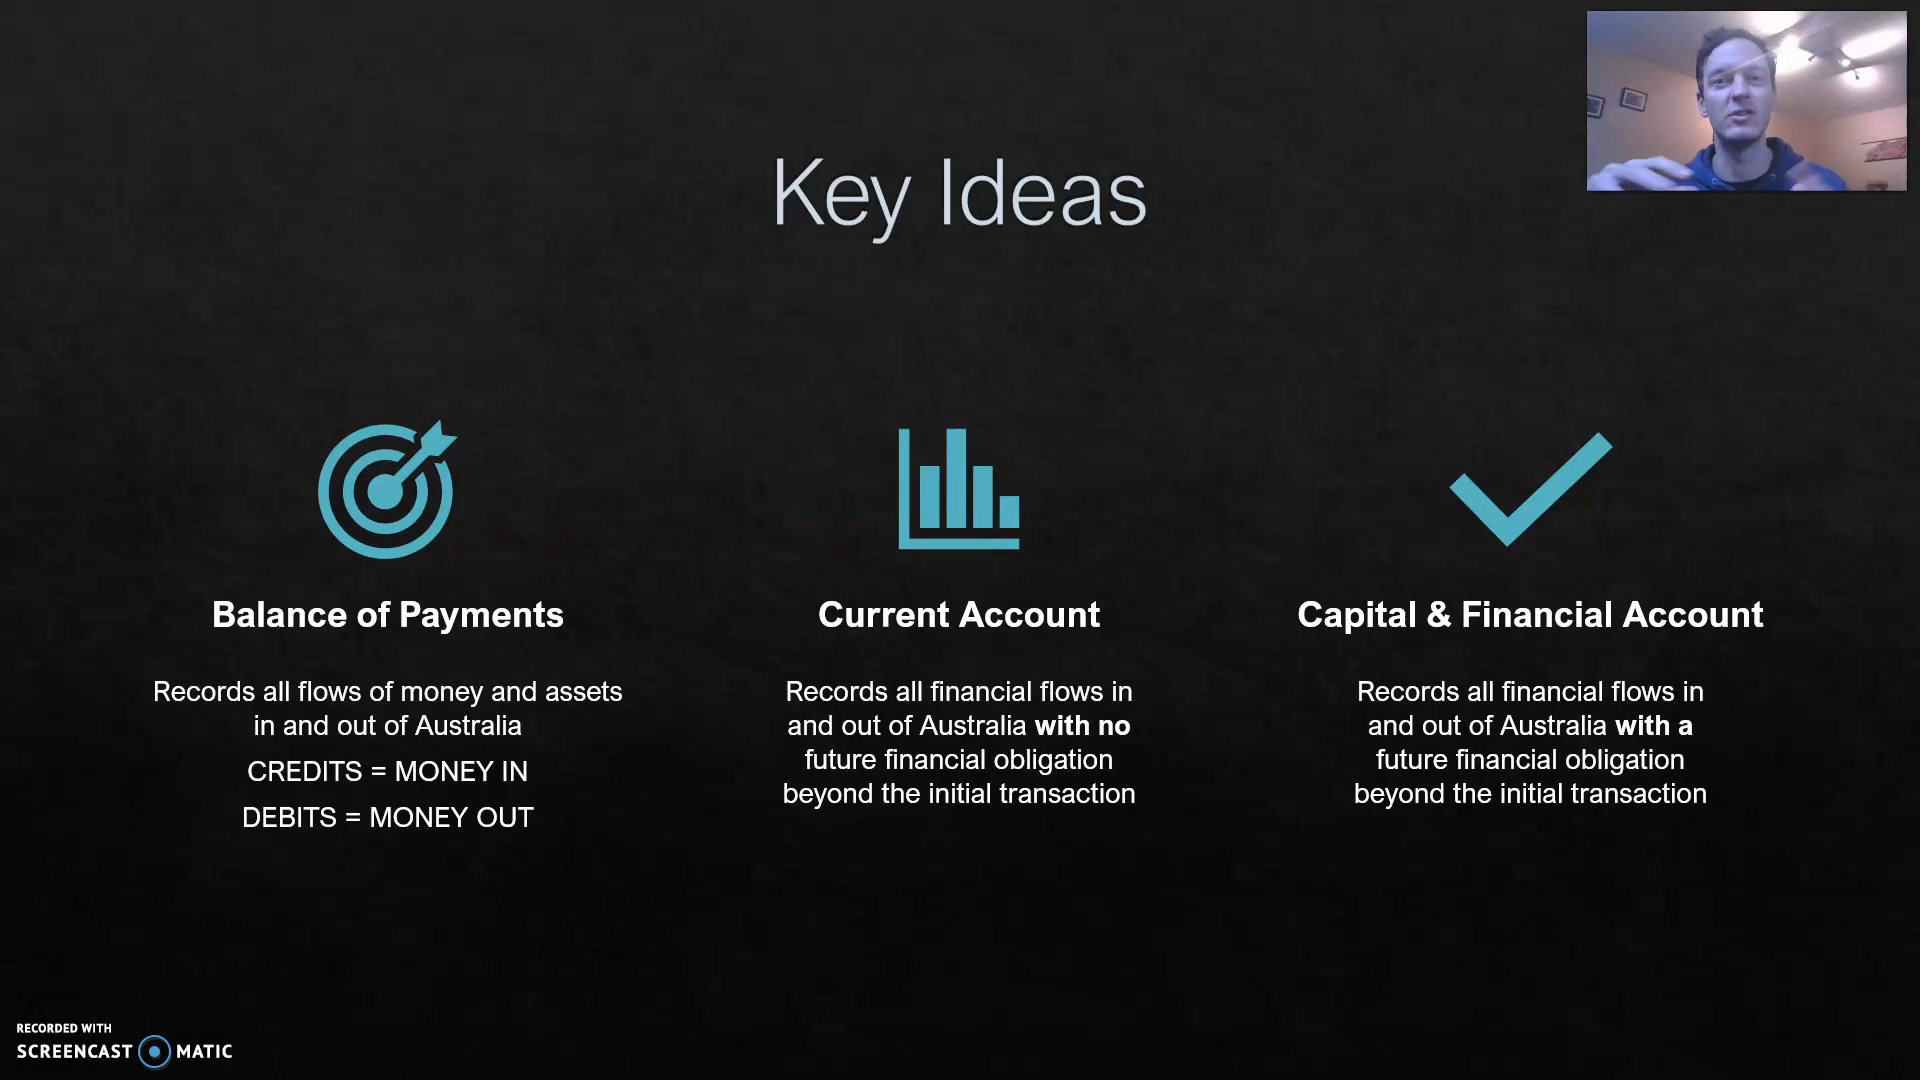 Key Ideas
Balance of Payments
Records all flows of money and assets
in and out of Australia
CREDITS = MONEY IN
DEBITS = MONEY OUT
Current Account
Records all financial flows in
and out of Australia with no
future financial obligation
beyond the initial transaction
Capital & Financial Account
Records all financial flows in
and out of Australia with a
future financial obligation
beyond the initial transaction
RECORDED WITH
SCREENCAST MATIC